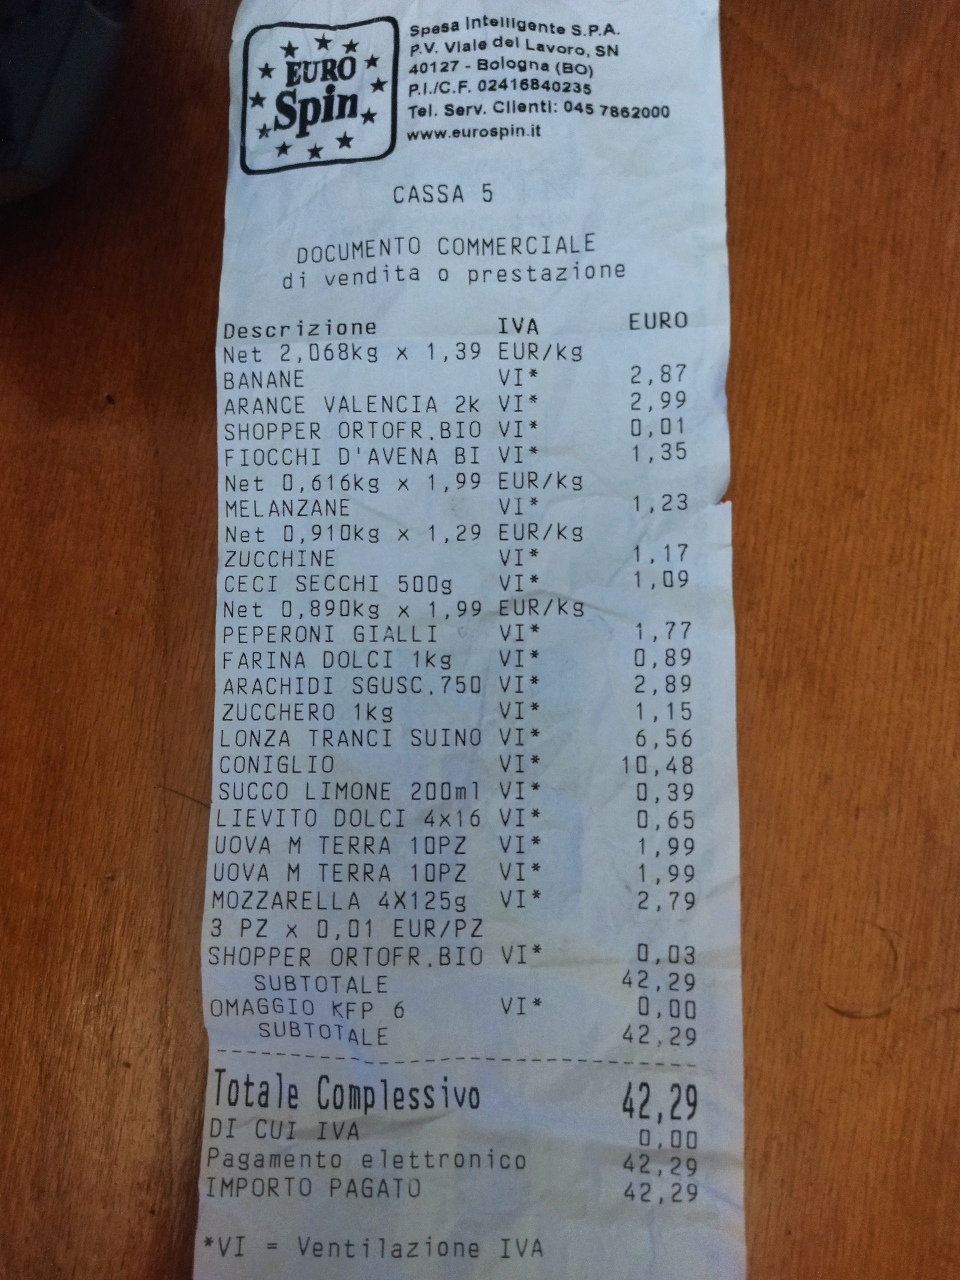 EURO
Spin
Spesa Intelligente S.P.A.
P.V. Viale del Lavoro, SN
40127 - Bologna (BO)
P.I./C.F. 02416840235
Tel. Serv. Clienti: 045 7862000
www.eurospin.it
CASSA 5
DOCUMENTO COMMERCIALE
di vendita o prestazione
Descrizione IVA EURO
Net 2,068kg x 1,39 EUR/kg
BANANE VI* 2,87
ARANCE VALENCIA 2k VI* 2,99
SHOPPER ORTOFR.BIO VI* 0,01
FIOCCHI D'AVENA BI VI* 1,35
Net 0,616kg x 1,99 EUR/kg
MELANZANE VI* 1,23
Net 0,910kg x 1,29 EUR/kg
ZUCCHINE VI* 1,17
CECI SECCHI 500g VI* 1,09
Net 0,890kg x 1,99 EUR/kg
PEPERONI GIALLI VI* 1,77
FARINA DOLCI 1kg VI* 0,89
ARACHIDI SGUSC.750 VI* 2,89
ZUCCHERO 1kg VI* 1,15
LONZA TRANCI SUINO VI* 6,56
CONIGLIO VI* 10,48
SUCCO LIMONE 200ml VI* 0,39
LIEVITO DOLCI 4x16 VI* 0,65
UOVA M TERRA 10PZ VI* 1,99
UOVA M TERRA 10PZ VI* 1,99
MOZZARELLA 4X125g VI* 2,79
3 PZ x 0,01 EUR/PZ
SHOPPER ORTOFR.BIO VI* 0,03
SUBTOTALE 42,29
OMAGGIO KFP 6 VI* 0,00
SUBTOTALE 42,29
Totale Complessivo 42,29
DI CUI IVA 0,00
Pagamento elettronico 42,29
IMPORTO PAGATO 42,29
*VI = Ventilazione IVA